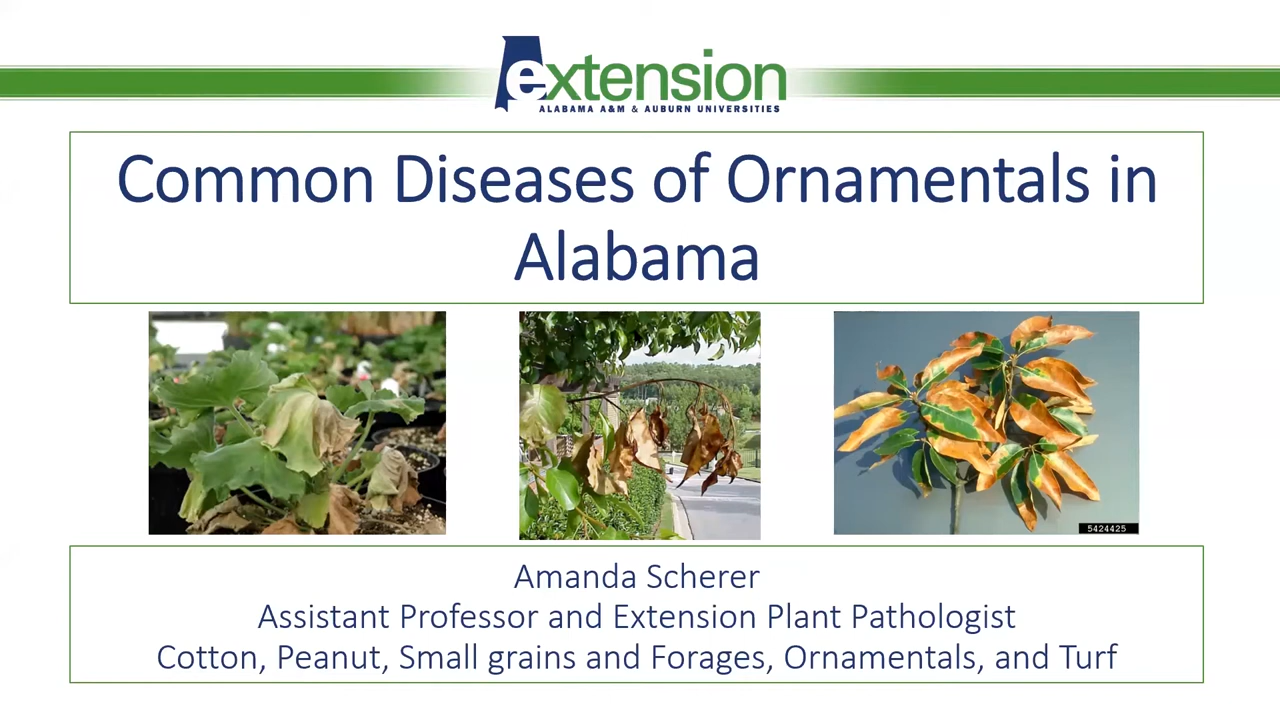 extension
ALABAMA A&M & AUBURN UNIVERSITIES
Common Diseases of Ornamentals in
Alabama
5424425
Amanda Scherer
Assistant Professor and Extension Plant Pathologist
Cotton, Peanut, Small grains and Forages, Ornamentals, and Turf